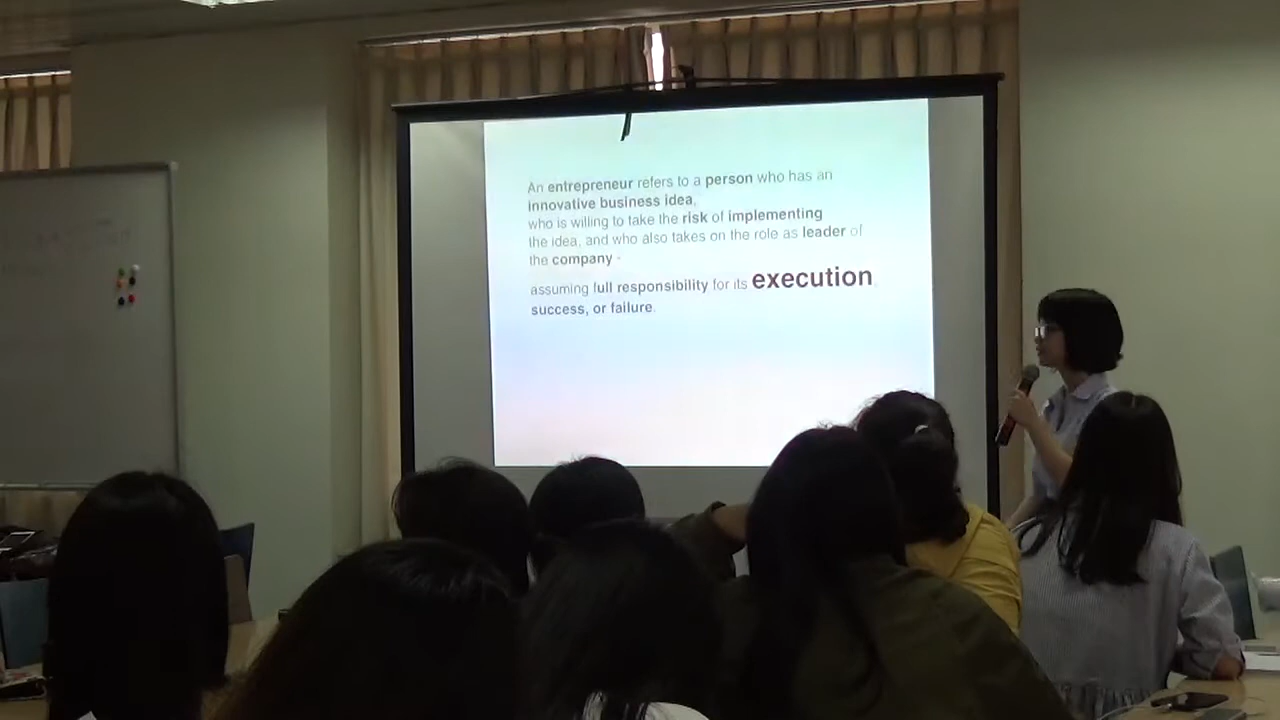 An entrepreneur refers to a person who has an
innovative business idea,
who is willing to take the risk of implementing
the idea, and who also takes on the role as leader of
the company -
assuming full responsibility for its execution,
success, or failure.